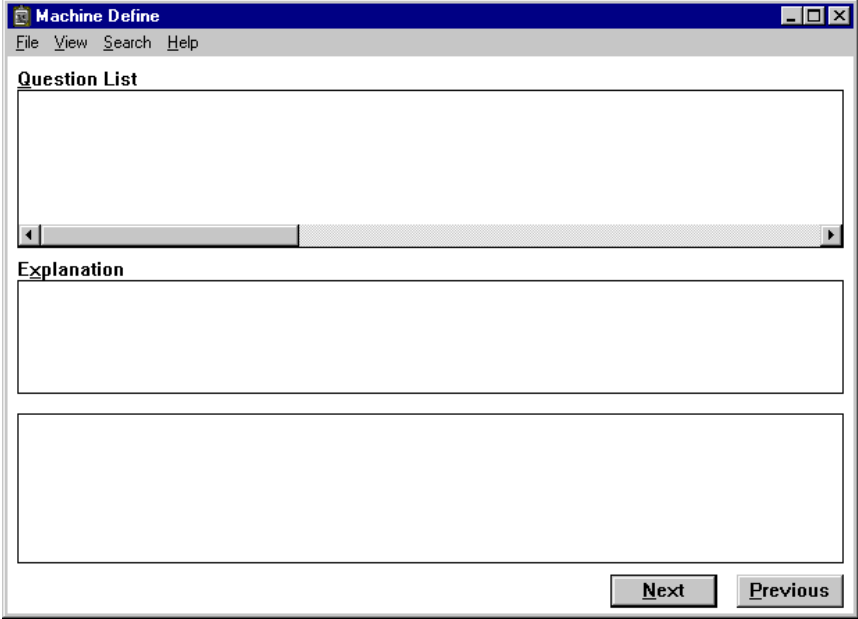 Machine Define
File View Search Help
Question List
Explanation
Next Previous